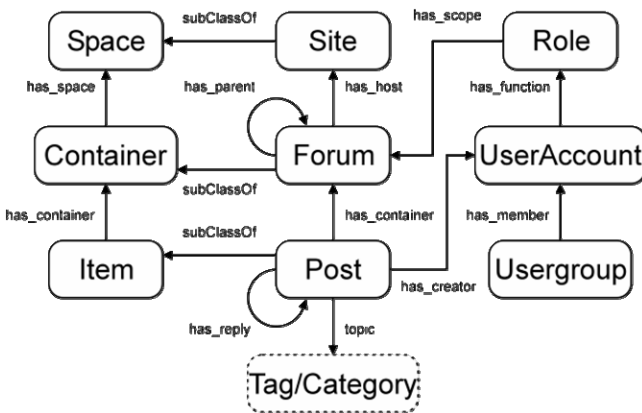 subClassOf
has_scope
Space
Site
Role
has_space
has_parent
has_host
has_function
Container
Forum
UserAccount
subClassOf
has_container
has_container
has_member
subClassOf
Item
Post
Usergroup
has_creator
has_reply
topic
Tag/Category